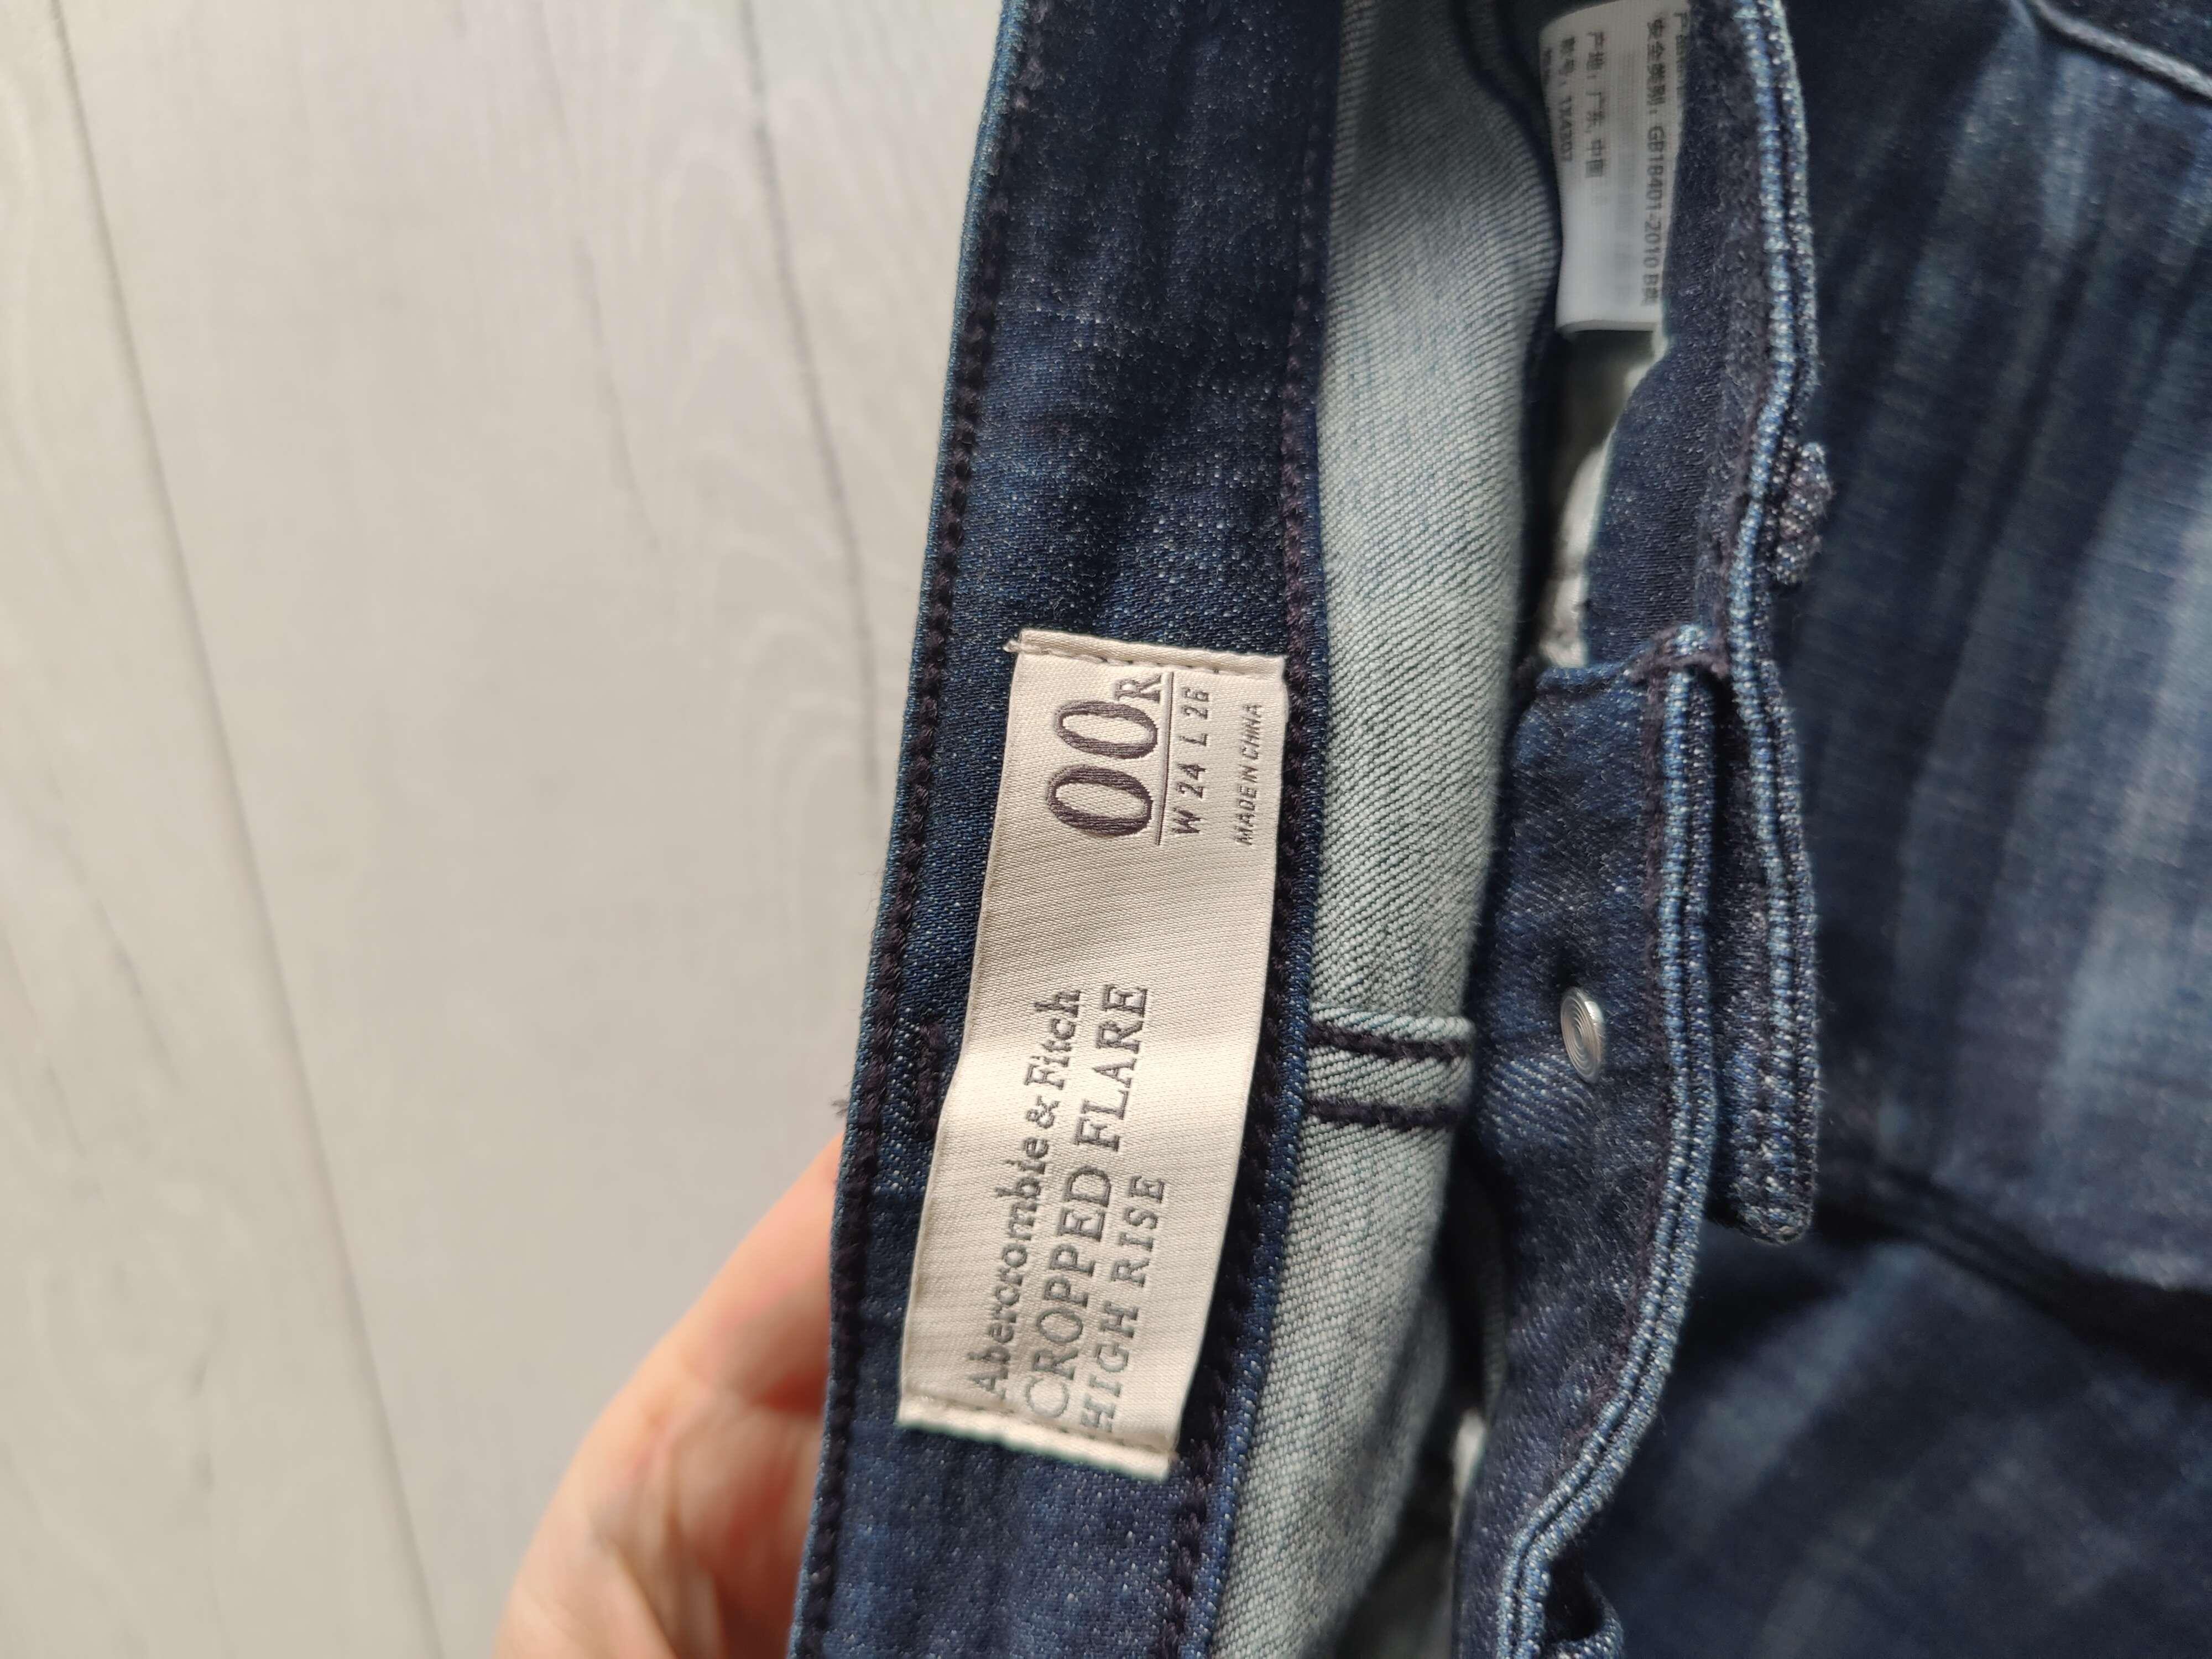 Abercrombie & Fitch
CROPPED FLARE
HIGH RISE
00R
W 24 L 26
MADE IN CHINA
安全类别：GB18401-2010 B类
产地：广东, 中国